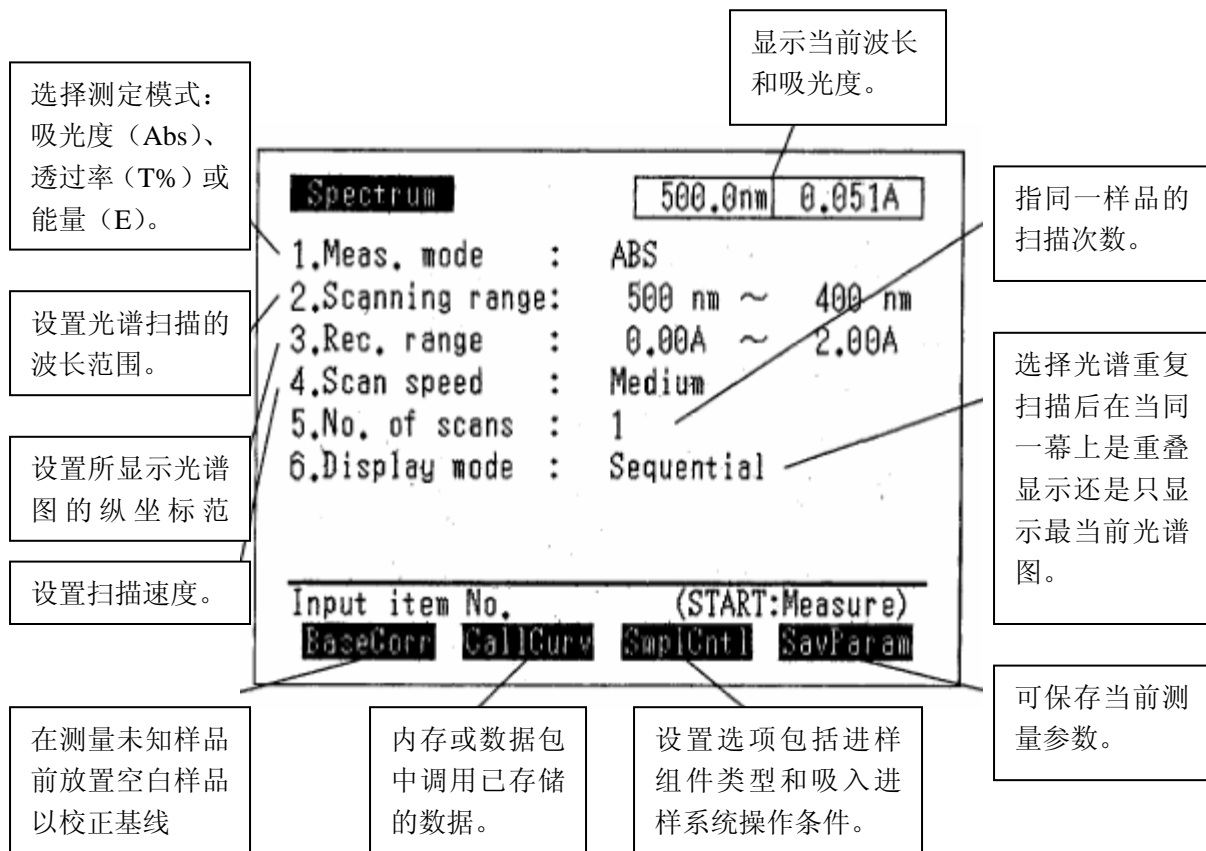 显示当前波长
和吸光度。
选择测定模式：
吸光度（Abs）、
透过率（T%）或
能量（E）。
设置光谱扫描的
波长范围。
设置所显示光谱
图的纵坐标范
设置扫描速度。
Spectrum
500.0nm 0.051A
1.Meas. mode : ABS
2.Scanning range: 500 nm ～ 400 nm
3.Rec. range : 0.00A ～ 2.00A
4.Scan speed : Medium
5.No. of scans : 1
6.Display mode : Sequential
Input item No. (START:Measure)
BaseCorr CallCurv SmplCntl SavParam
指同一样品的
扫描次数。
选择光谱重复
扫描后在当同
一幕上是重叠
显示还是只显
示最当前光谱
图。
可保存当前测
量参数。
在测量未知样品
前放置空白样品
以校正基线
内存或数据包
中调用已存储
的数据。
设置选项包括进样
组件类型和吸入进
样系统操作条件。